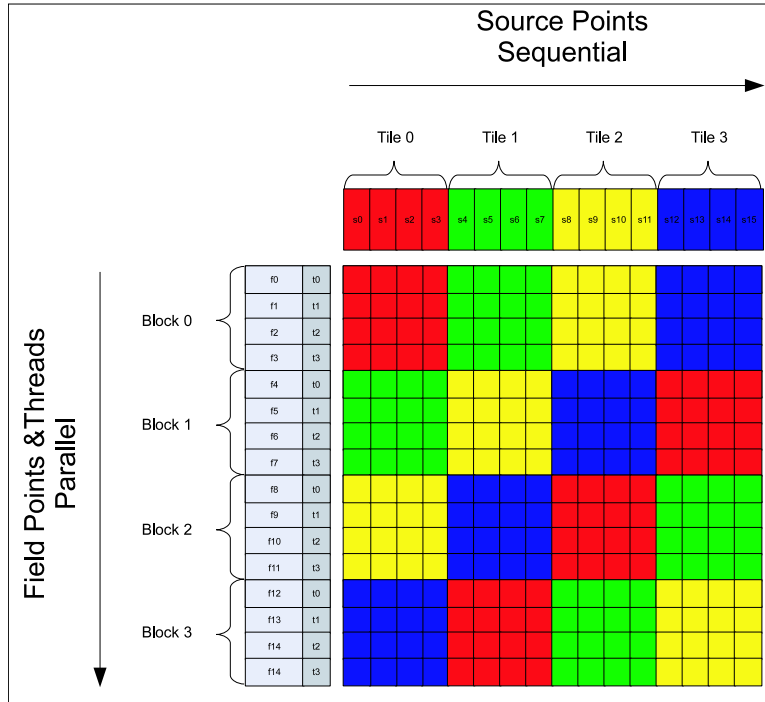 Source Points
Sequential
Tile 0 Tile 1 Tile 2 Tile 3
s0 s1 s2 s3 s4 s5 s6 s7 s8 s9 s10 s11 s12 s13 s14 s15
Field Points &Threads
Parallel
Block 0
f0 t0
f1 t1
f2 t2
f3 t3
Block 1
f4 t0
f5 t1
f6 t2
f7 t3
Block 2
f8 t0
f9 t1
f10 t2
f11 t3
Block 3
f12 t0
f13 t1
f14 t2
f14 t3